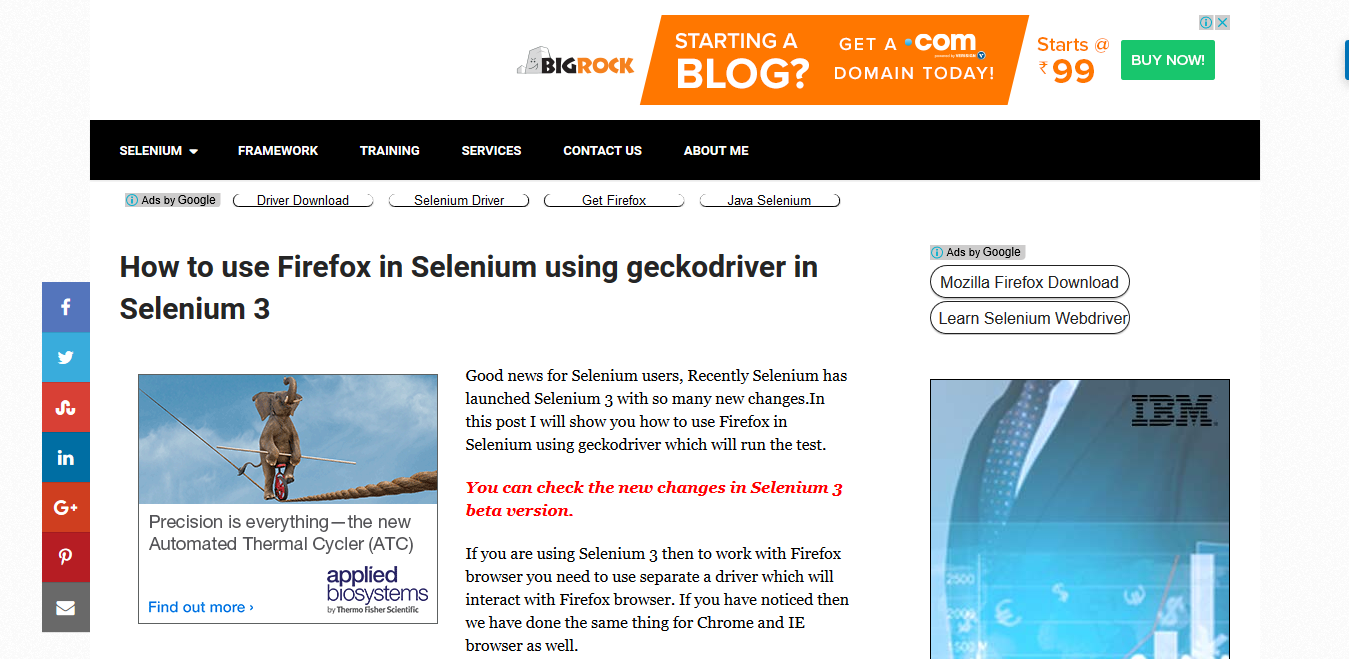 BIGROCK
STARTING A
BLOG?
GET A .com
powered by VERISIGN
DOMAIN TODAY!
Starts @
₹99
BUY NOW!
SELENIUM
FRAMEWORK
TRAINING
SERVICES
CONTACT US
ABOUT ME
Ads by Google
Driver Download
Selenium Driver
Get Firefox
Java Selenium
How to use Firefox in Selenium using geckodriver in
Selenium 3
f
in
G+
Precision is everything—the new
Automated Thermal Cycler (ATC)
applied
biosystems
by Thermo Fisher Scientific
Find out more ›
Good news for Selenium users, Recently Selenium has
launched Selenium 3 with so many new changes.In
this post I will show you how to use Firefox in
Selenium using geckodriver which will run the test.
You can check the new changes in Selenium 3
beta version.
If you are using Selenium 3 then to work with Firefox
browser you need to use separate a driver which will
interact with Firefox browser. If you have noticed then
we have done the same thing for Chrome and IE
browser as well.
Ads by Google
Mozilla Firefox Download
Learn Selenium Webdriver
IBM
2500
2000
1500